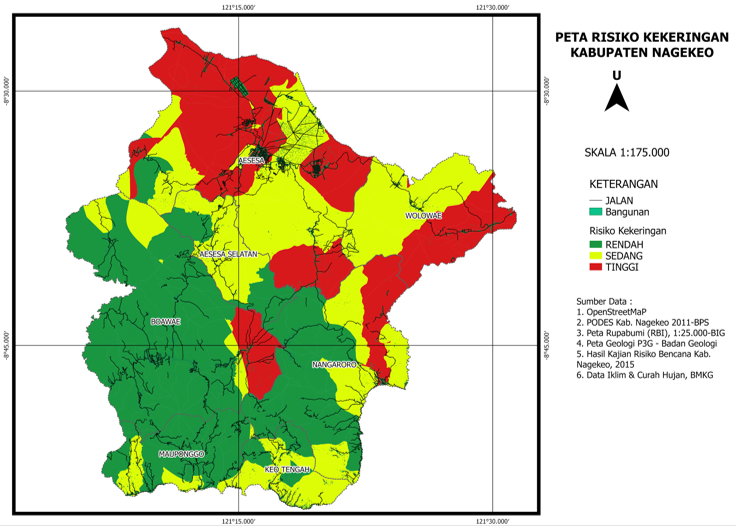 121°15.000'
121°30.000'
PETA RISIKO KEKERINGAN
KABUPATEN NAGEKEO
U
-8°30.000'
-8°30.000'
SKALA 1:175.000
AESESA
KETERANGAN
JALAN
Bangunan
WOLOWAE
Risiko Kekeringan
RENDAH
AESESA SELATAN
SEDANG
TINGGI
Sumber Data :
1. OpenStreetMaP
2. PODES Kab. Nagekeo 2011-BPS
BOAWAE
3. Peta Rupabumi (RBI), 1:25.000-BIG
4. Peta Geologi P3G - Badan Geologi
-8°45.000'
-8°45.000'
5. Hasil Kajian Risiko Bencana Kab.
Nagekeo, 2015
NANGARORO
6. Data Iklim & Curah Hujan, BMKG
MAUPONGGO
KEO TENGAH
121°15.000'
121°30.000'